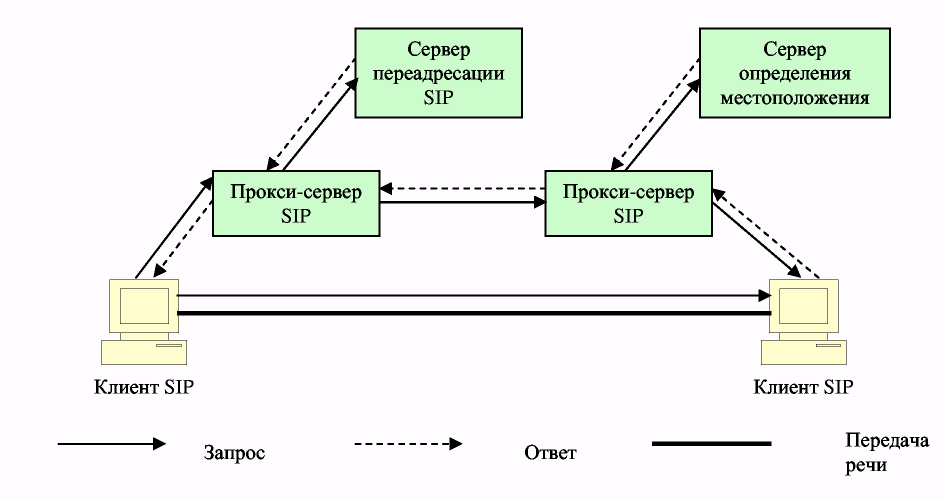 Сервер
переадресации
SIP
Сервер
определения
местоположения
Прокси-сервер
SIP
Прокси-сервер
SIP
Клиент SIP
Клиент SIP
Запрос
Ответ
Передача
речи